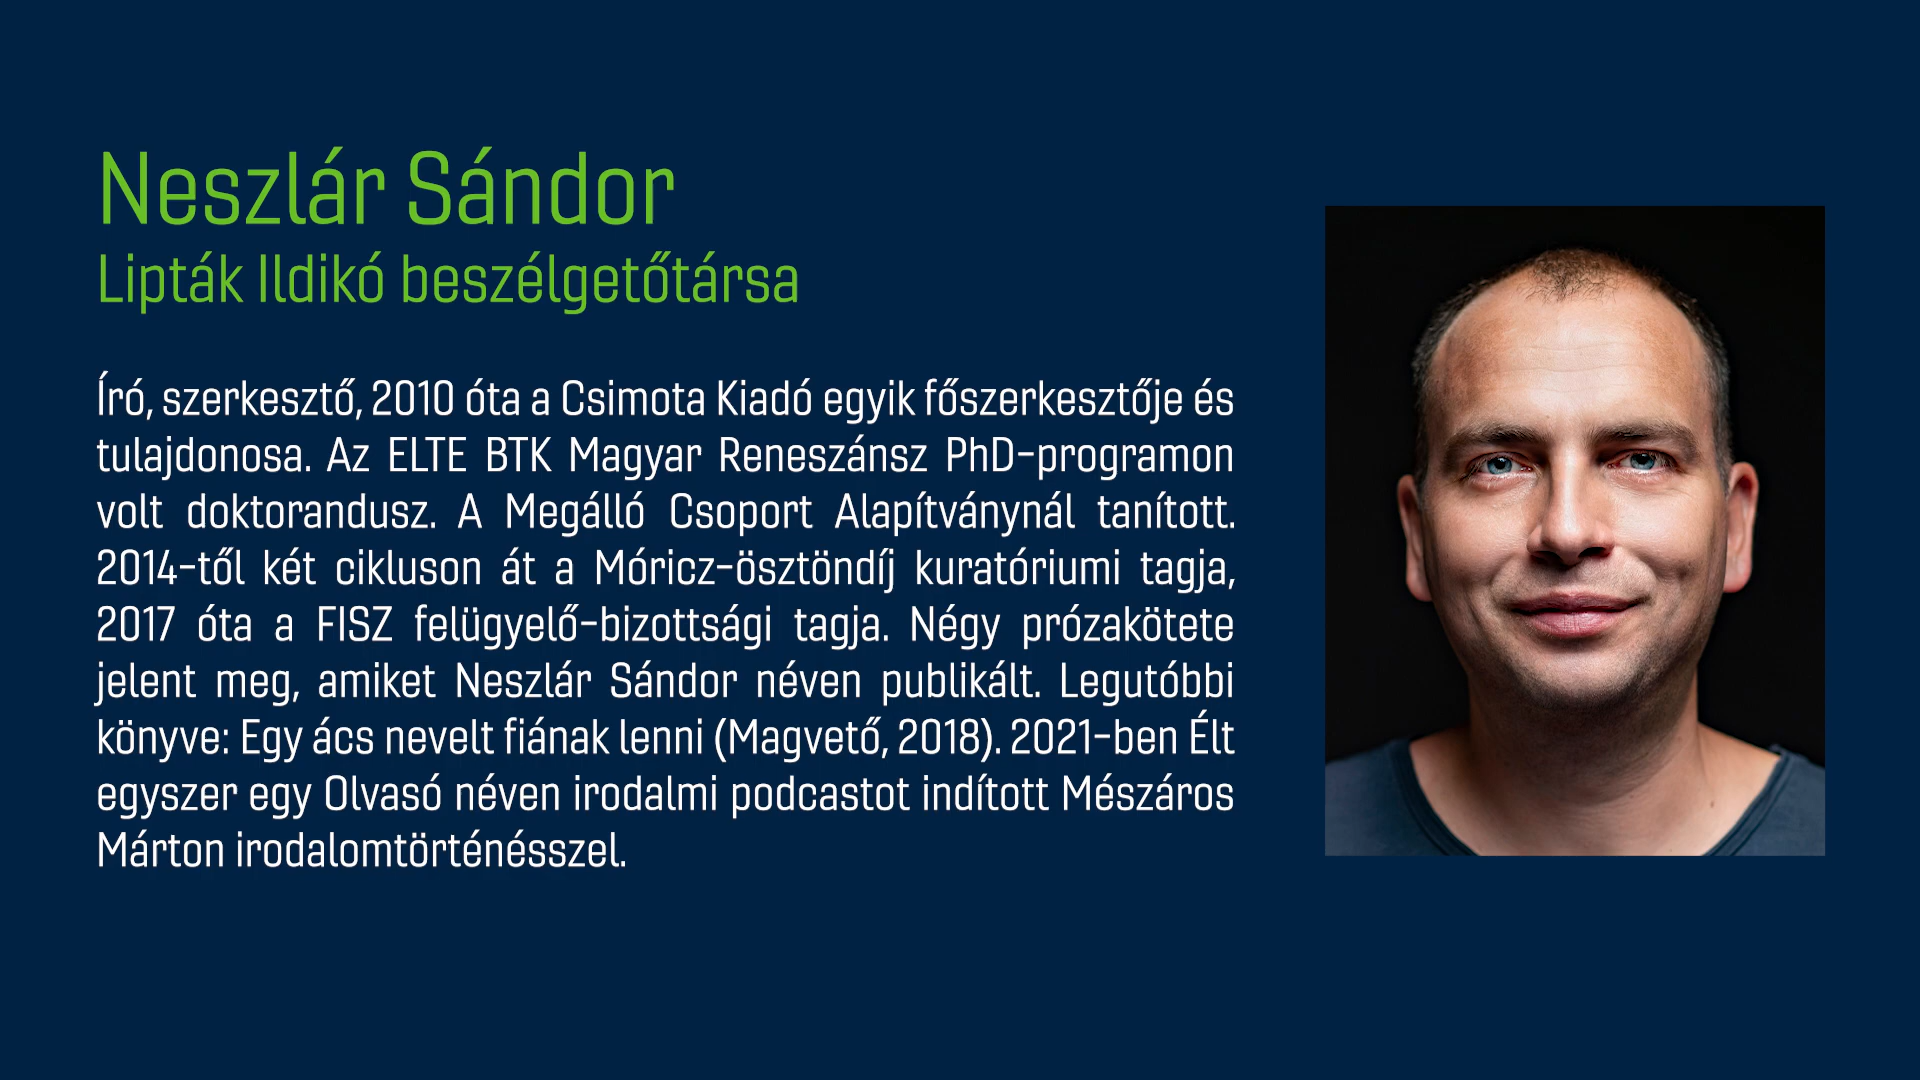 Neszlár Sándor
Lipták Ildikó beszélgetőtársa
Író, szerkesztő, 2010 óta a Csimota Kiadó egyik főszerkesztője és
tulajdonosa. Az ELTE BTK Magyar Reneszánsz PhD-programon
volt doktorandusz. A Megálló Csoport Alapítványnál tanított.
2014-től két cikluson át a Móricz-ösztöndíj kuratóriumi tagja,
2017 óta a FISZ felügyelő-bizottsági tagja. Négy prózakötete
jelent meg, amiket Neszlár Sándor néven publikált. Legutóbbi
könyve: Egy ács nevelt fiának lenni (Magvető, 2018). 2021-ben Élt
egyszer egy Olvasó néven irodalmi podcastot indított Mészáros
Márton irodalomtörténésszel.